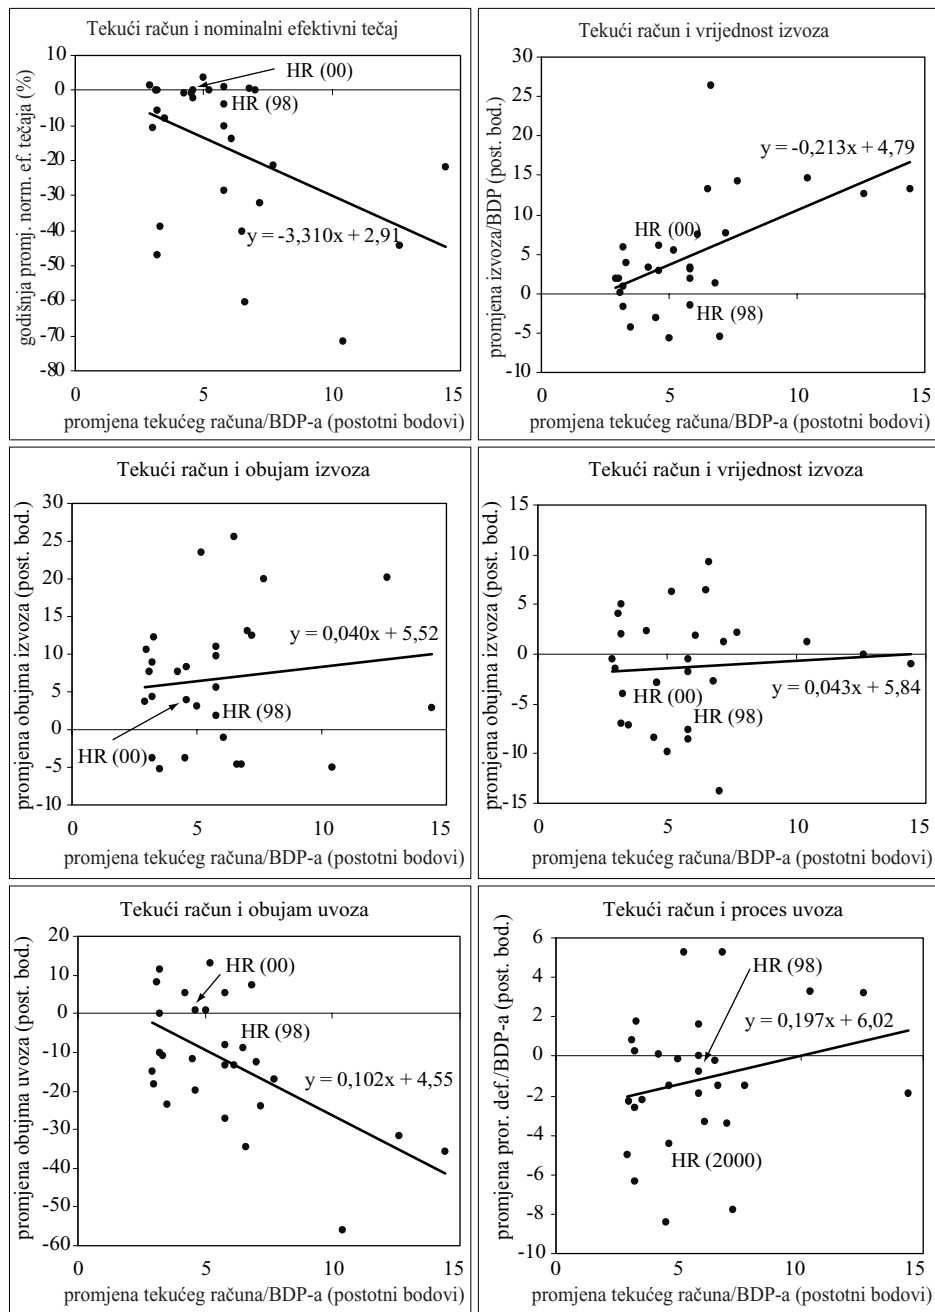 Tekući račun i nominalni efektivni tečaj
godišnja promj. norm. ef. tečaja (%)
10
0
-10
-20
-30
-40
-50
-60
-70
-80
HR (00)
HR (98)
y = -3,310x + 2,91
0
5
10
15
promjena tekućeg računa/BDP-a (postotni bodovi)
Tekući račun i vrijednost izvoza
promjena izvoza/BDP (post. bod.)
30
25
20
15
10
5
0
-5
-10
y = -0,213x + 4,79
HR (00)
HR (98)
0
5
10
15
promjena tekućeg računa/BDP-a (postotni bodovi)
Tekući račun i obujam izvoza
promjena obujma izvoza (post. bod.)
30
25
20
15
10
5
0
-5
-10
y = 0,040x + 5,52
HR (98)
HR (00)
0
5
10
15
promjena tekućeg računa/BDP-a (postotni bodovi)
Tekući račun i vrijednost izvoza
promjena obujma izvoza (post. bod.)
15
10
5
0
-5
-10
-15
HR (00)
y = 0,043x + 5,84
HR (98)
0
5
10
15
promjena tekućeg računa/BDP-a (postotni bodovi)
Tekući račun i obujam uvoza
promjena obujma uvoza (post. bod.)
20
10
0
-10
-20
-30
-40
-50
-60
HR (00)
HR (98)
y = 0,102x + 4,55
0
5
10
15
promjena tekućeg računa/BDP-a (postotni bodovi)
Tekući račun i proces uvoza
promjena pror. def./BDP-a (post. bod.)
6
4
2
0
-2
-4
-6
-8
-10
HR (98)
y = 0,197x + 6,02
HR (2000)
0
5
10
15
promjena tekućeg računa/BDP-a (postotni bodovi)